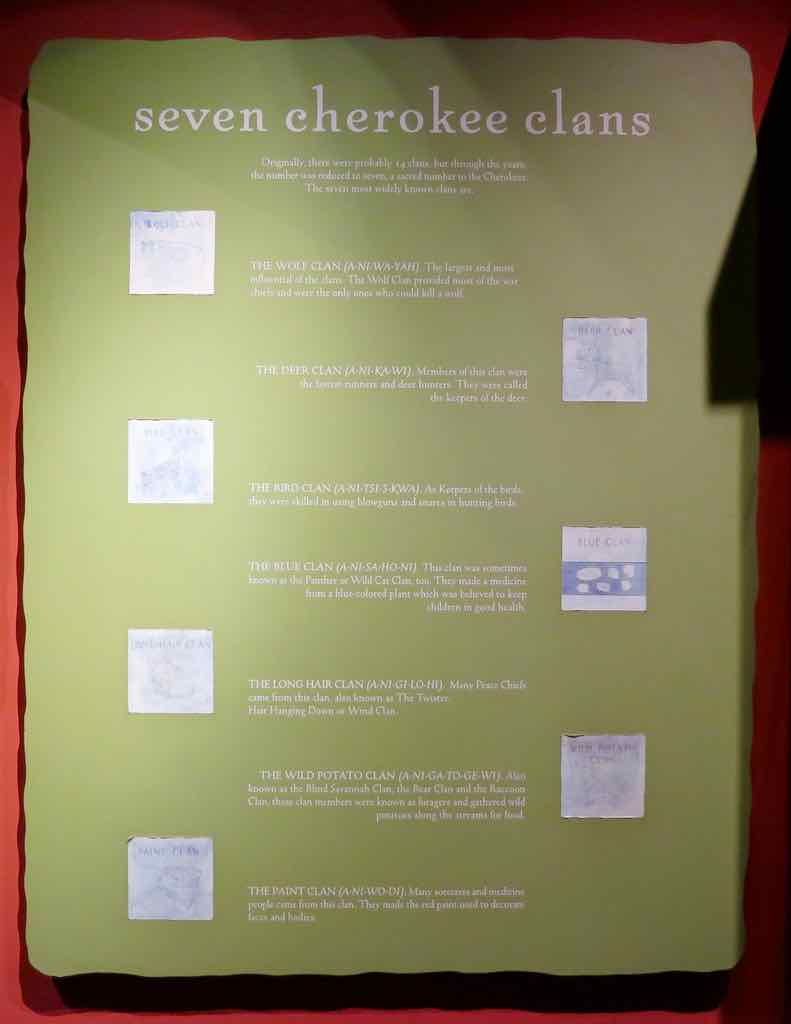 seven cherokee clans
Originally, there were probably 14 clans, but through the years,
the number was reduced to seven, a sacred number to the Cherokee.
The seven most widely known clans are:
WOLF CLAN
THE WOLF CLAN (A-NI-WA-YAH). The largest and most
influential of the clans. The Wolf Clan provided most of the war
chiefs and were the only ones who could kill a wolf.
DEER CLAN
THE DEER CLAN (A-NI-KA-WI). Members of this clan were
the fastest runners and deer hunters. They were called
the keepers of the deer.
BIRD CLAN
THE BIRD CLAN (A-NI-TSI-S-KWA). As Keepers of the birds,
they were skilled in using blowguns and snares in hunting birds.
BLUE CLAN
THE BLUE CLAN (A-NI-SA-HO-NI). This clan was sometimes
known as the Panther or Wild Cat Clan, too. They made a medicine
from a blue-colored plant which was believed to keep
children in good health.
LONGHAIR CLAN
THE LONG HAIR CLAN (A-NI-GI-LO-HI). Many Peace Chiefs
came from this clan, also known as The Twister,
Hair Hanging Down or Wind Clan.
WILD POTATO
CLAN
THE WILD POTATO CLAN (A-NI-GA-TO-GE-WI). Also
known as the Blind Savannah Clan, the Bear Clan and the Raccoon
Clan, these clan members were known as foragers and gathered wild
potatoes along the streams for food.
PAINT CLAN
THE PAINT CLAN (A-NI-WO-DI). Many sorcerers and medicine
people came from this clan. They made the red paint used to decorate
faces and bodies.